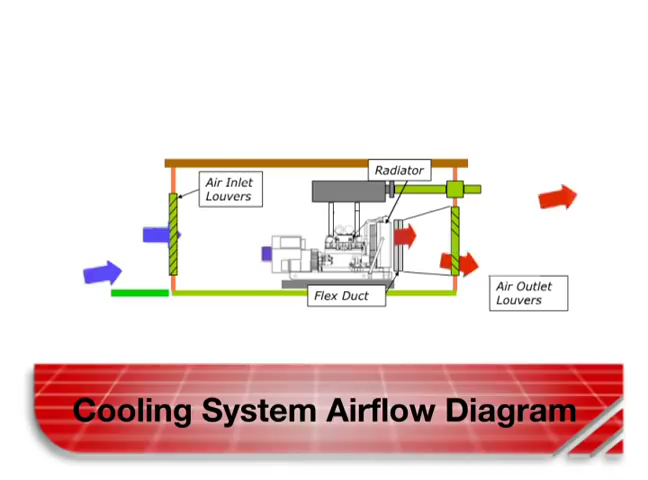 Radiator
Air Inlet
Louvers
Flex Duct
Air Outlet
Louvers
Cooling System Airflow Diagram